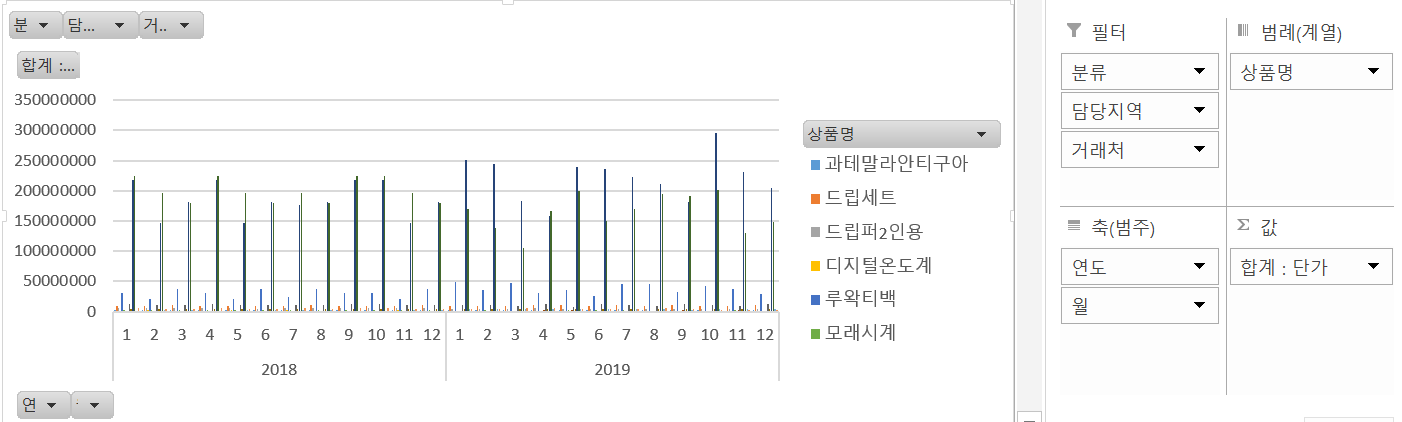 분
담...
거..
합계 :...
350000000
300000000
250000000
200000000
150000000
100000000
50000000
0
1 2 3 4 5 6 7 8 9 10 11 12 1 2 3 4 5 6 7 8 9 10 11 12
2018 2019
연
상품명
과테말라안티구아
드립세트
드립퍼2인용
디지털온도계
루왁티백
모래시계
필터
분류
담당지역
거래처
범례(계열)
상품명
축(범주)
연도
월
값
합계 : 단가